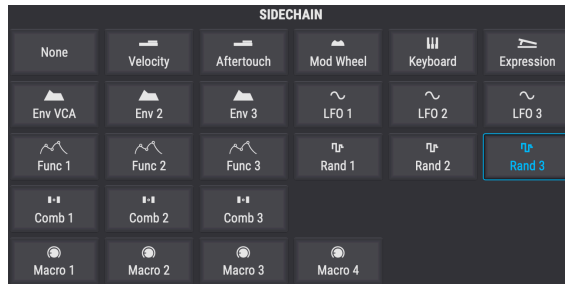 SIDECHAIN
None
Velocity
Aftertouch
Mod Wheel
Keyboard
Expression
Env VCA
Env 2
Env 3
LFO 1
LFO 2
LFO 3
Func 1
Func 2
Func 3
Rand 1
Rand 2
Rand 3
Comb 1
Comb 2
Comb 3
Macro 1
Macro 2
Macro 3
Macro 4